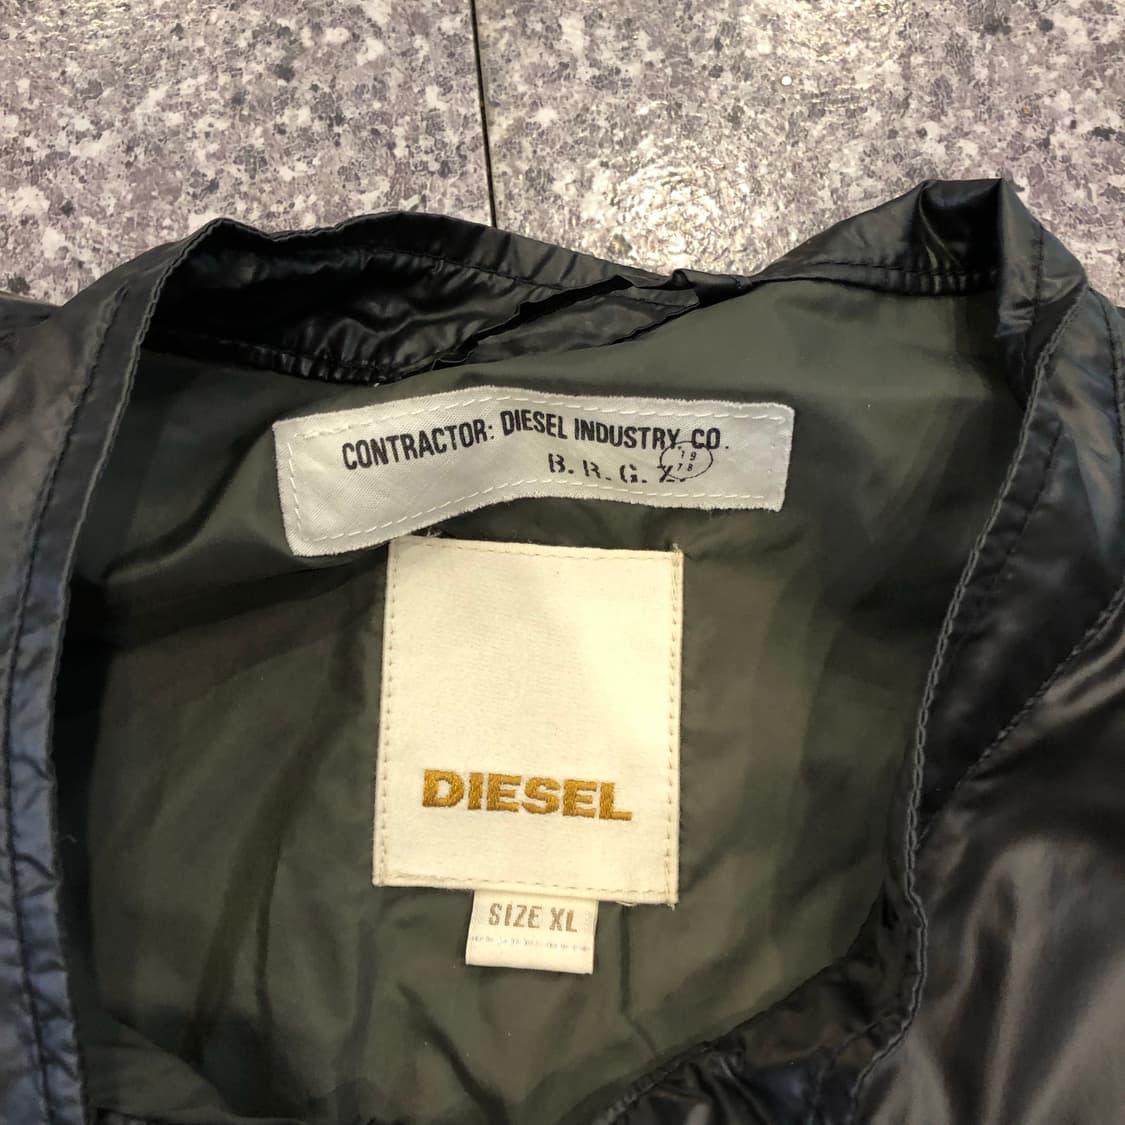 CONTRACTOR: DIESEL INDUSTRY CO.
B. R. G.
19
78
DIESEL
SIZE XL